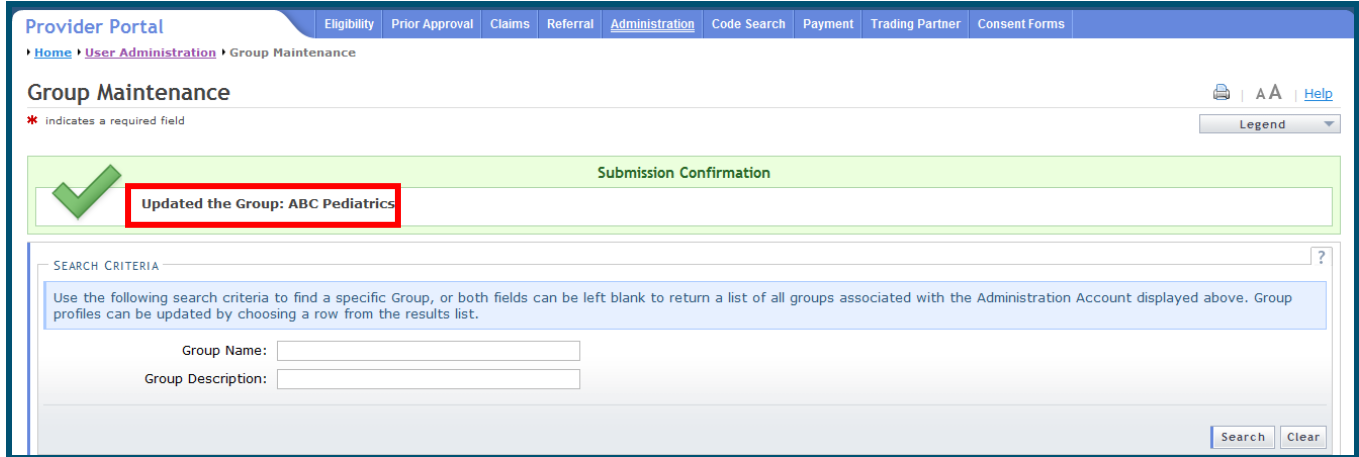 Provider Portal
Eligibility Prior Approval Claims Referral Administration Code Search Payment Trading Partner Consent Forms
Home User Administration Group Maintenance
Group Maintenance
A A Help
* indicates a required field
Legend
Submission Confirmation
Updated the Group: ABC Pediatrics
?
SEARCH CRITERIA
Use the following search criteria to find a specific Group, or both fields can be left blank to return a list of all groups associated with the Administration Account displayed above. Group
profiles can be updated by choosing a row from the results list.
Group Name:
Group Description:
Search Clear